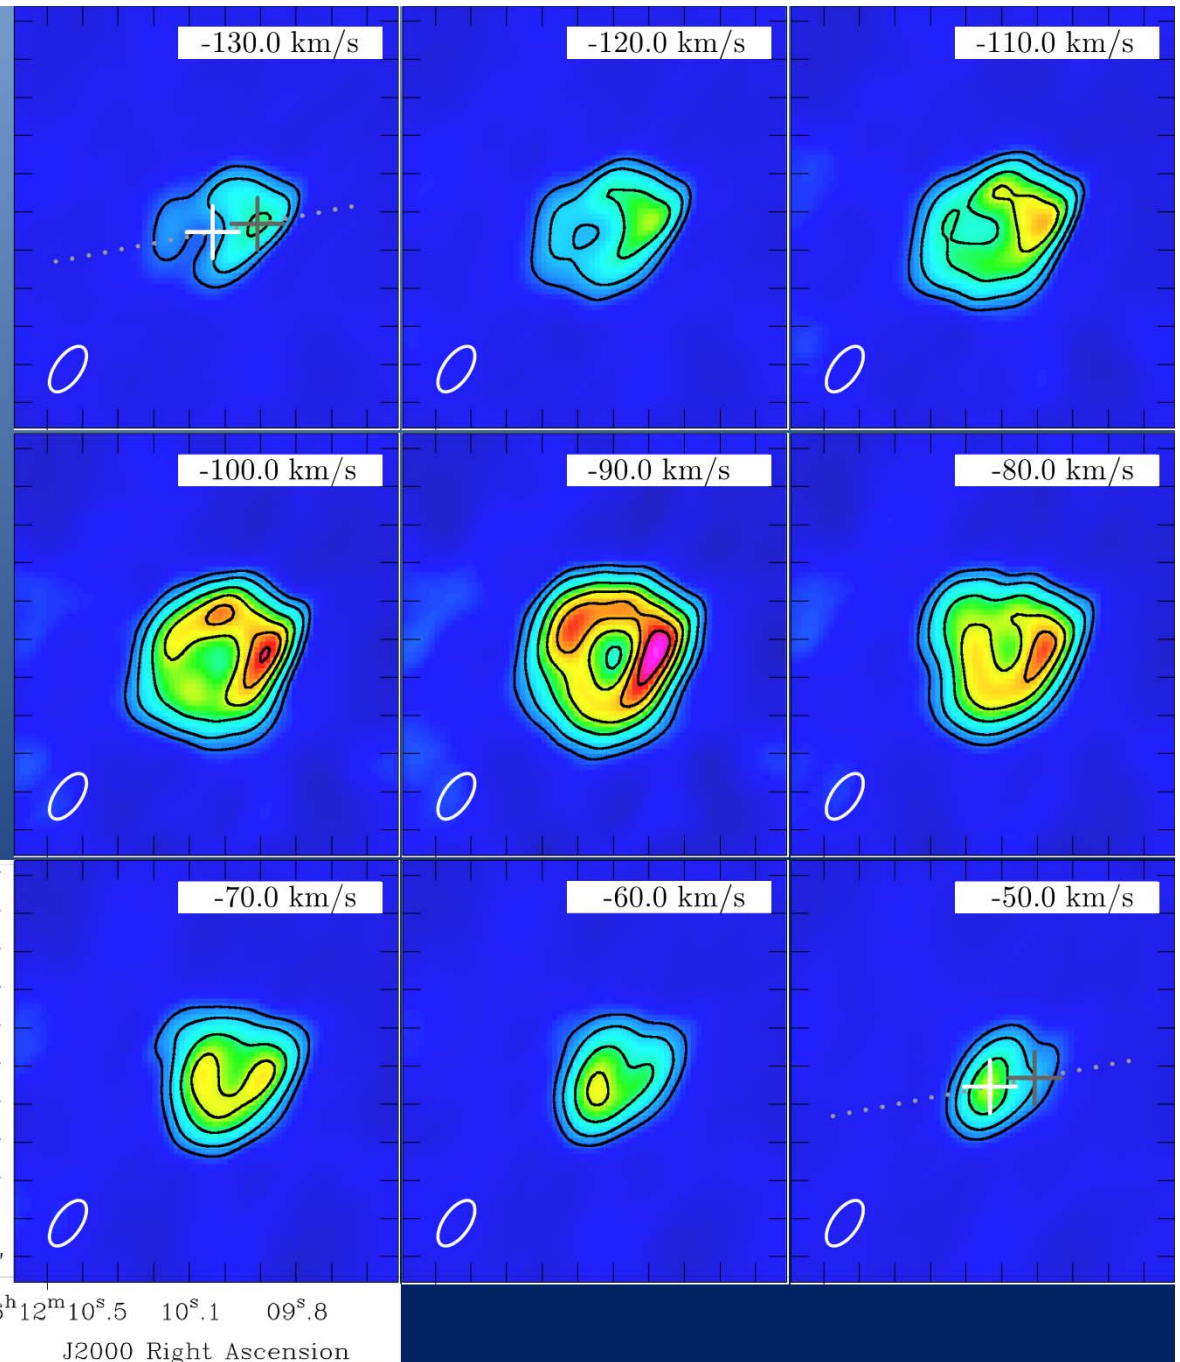 -130.0 km/s
-120.0 km/s
-110.0 km/s
-100.0 km/s
-90.0 km/s
-80.0 km/s
-70.0 km/s
-60.0 km/s
-50.0 km/s
h12m10s.5 10s.1 09s.8
J2000 Right Ascension